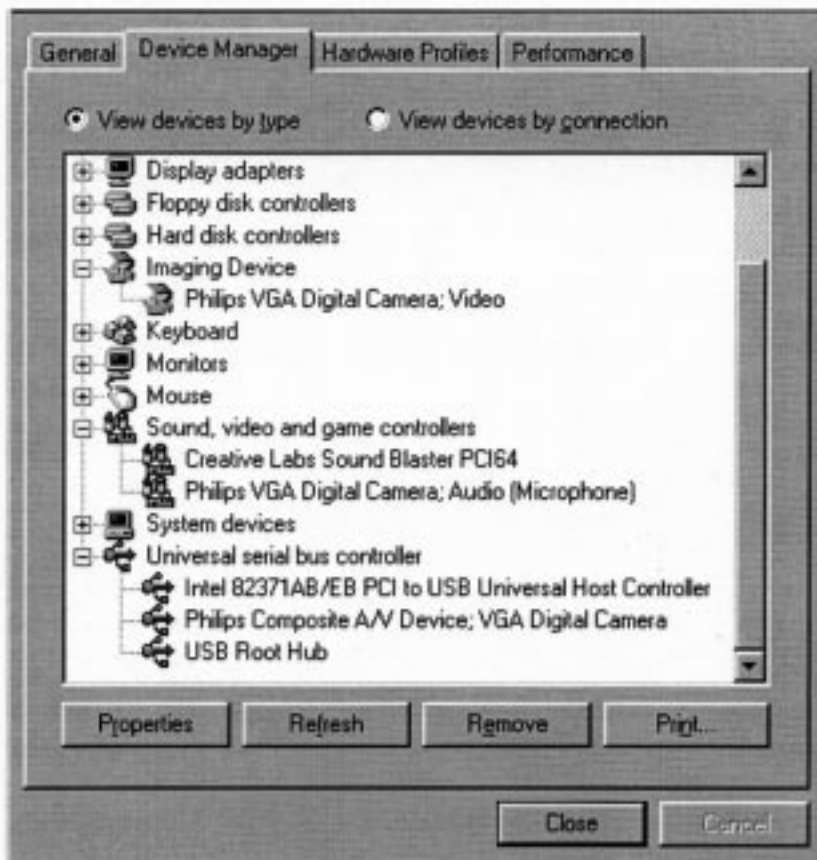 General Device Manager Hardware Profiles Performance
View devices by type View devices by connection
Display adapters
Floppy disk controllers
Hard disk controllers
Imaging Device
Philips VGA Digital Camera; Video
Keyboard
Monitors
Mouse
Sound, video and game controllers
Creative Labs Sound Blaster PCI64
Philips VGA Digital Camera; Audio (Microphone)
System devices
Universal serial bus controller
Intel 82371AB/EB PCI to USB Universal Host Controller
Philips Composite A/V Device; VGA Digital Camera
USB Root Hub
Properties Refresh Remove Print...
Close Cancel